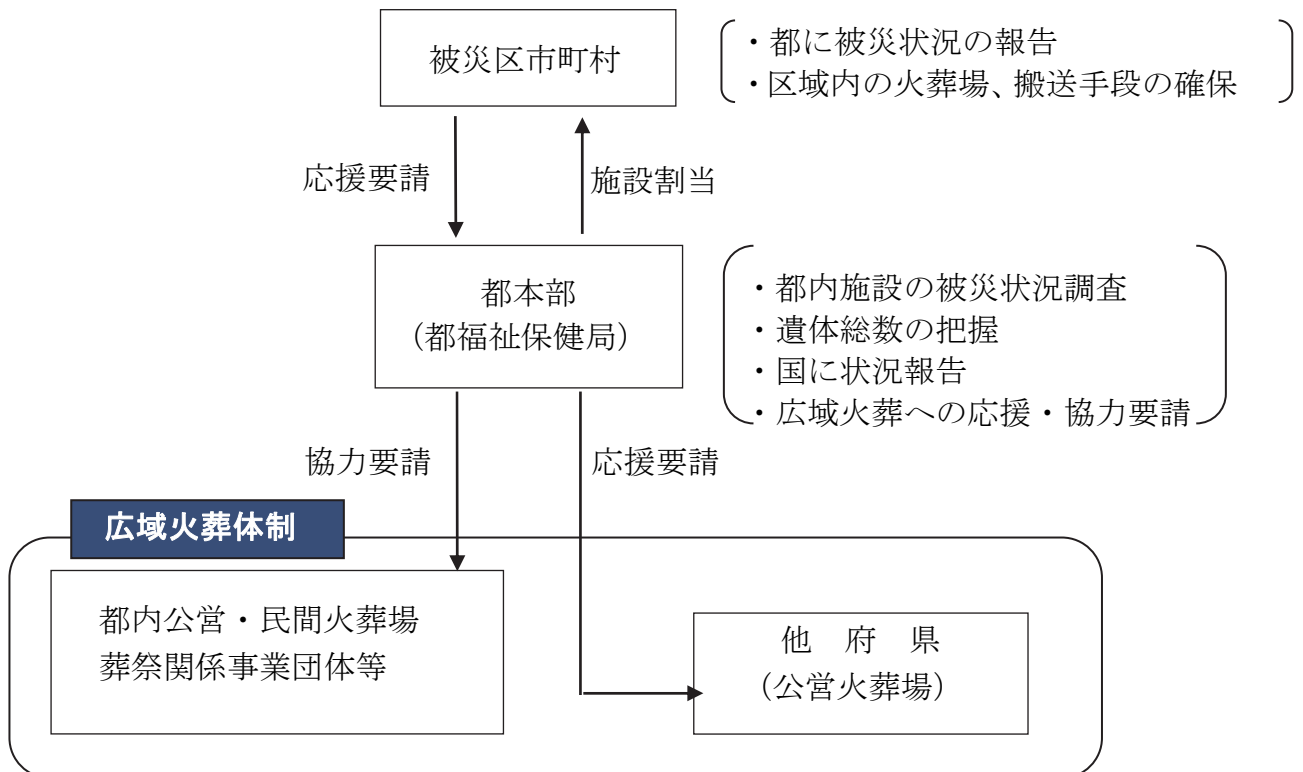 被災区市町村
・都に被災状況の報告
・区域内の火葬場、搬送手段の確保
応援要請
施設割当
都本部
(都福祉保健局)
・都内施設の被災状況調査
・遺体総数の把握
・国に状況報告
・広域火葬への応援・協力要請
協力要請
応援要請
広域火葬体制
都内公営・民間火葬場
葬祭関係事業団体等
他 府 県
(公営火葬場)